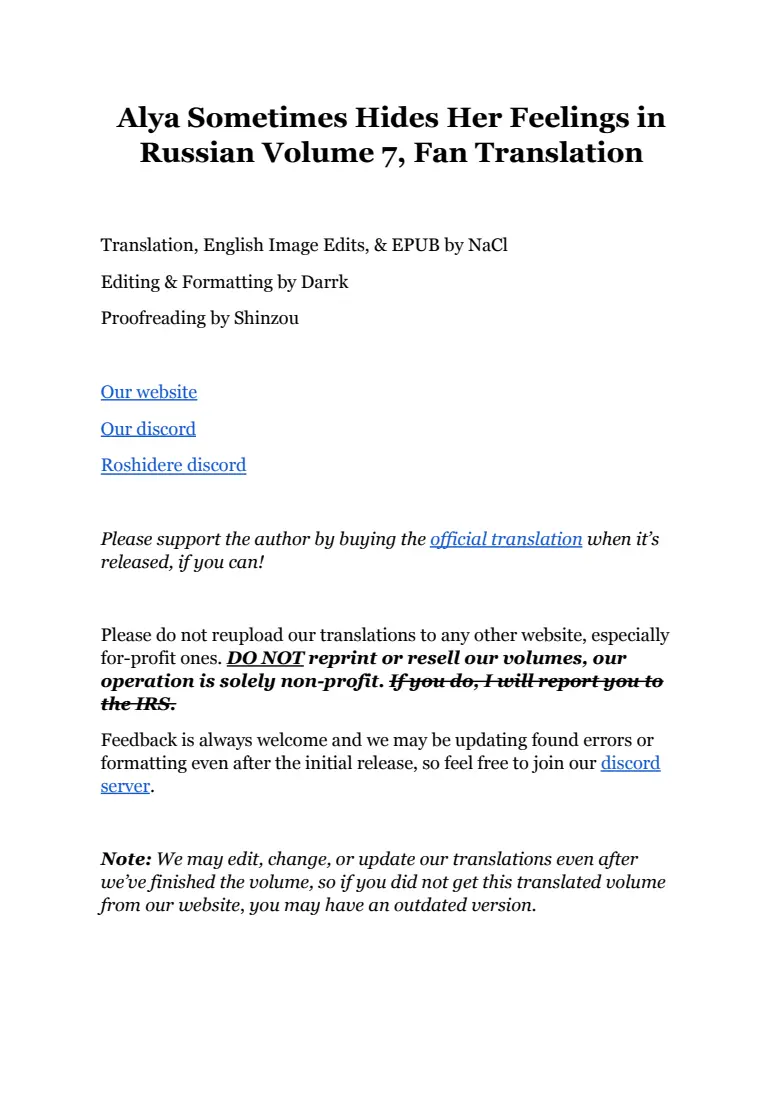 Alya Sometimes Hides Her Feelings in
Russian Volume 7, Fan Translation
Translation, English Image Edits, & EPUB by NaCl
Editing & Formatting by Darrk
Proofreading by Shinzou
Our website
Our discord
Roshidere discord
Please support the author by buying the official translation when it’s
released, if you can!
Please do not reupload our translations to any other website, especially
for-profit ones. DO NOT reprint or resell our volumes, our
operation is solely non-profit. If you do, I will report you to
the IRS.
Feedback is always welcome and we may be updating found errors or
formatting even after the initial release, so feel free to join our discord
server.
Note: We may edit, change, or update our translations even after
we’ve finished the volume, so if you did not get this translated volume
from our website, you may have an outdated version.